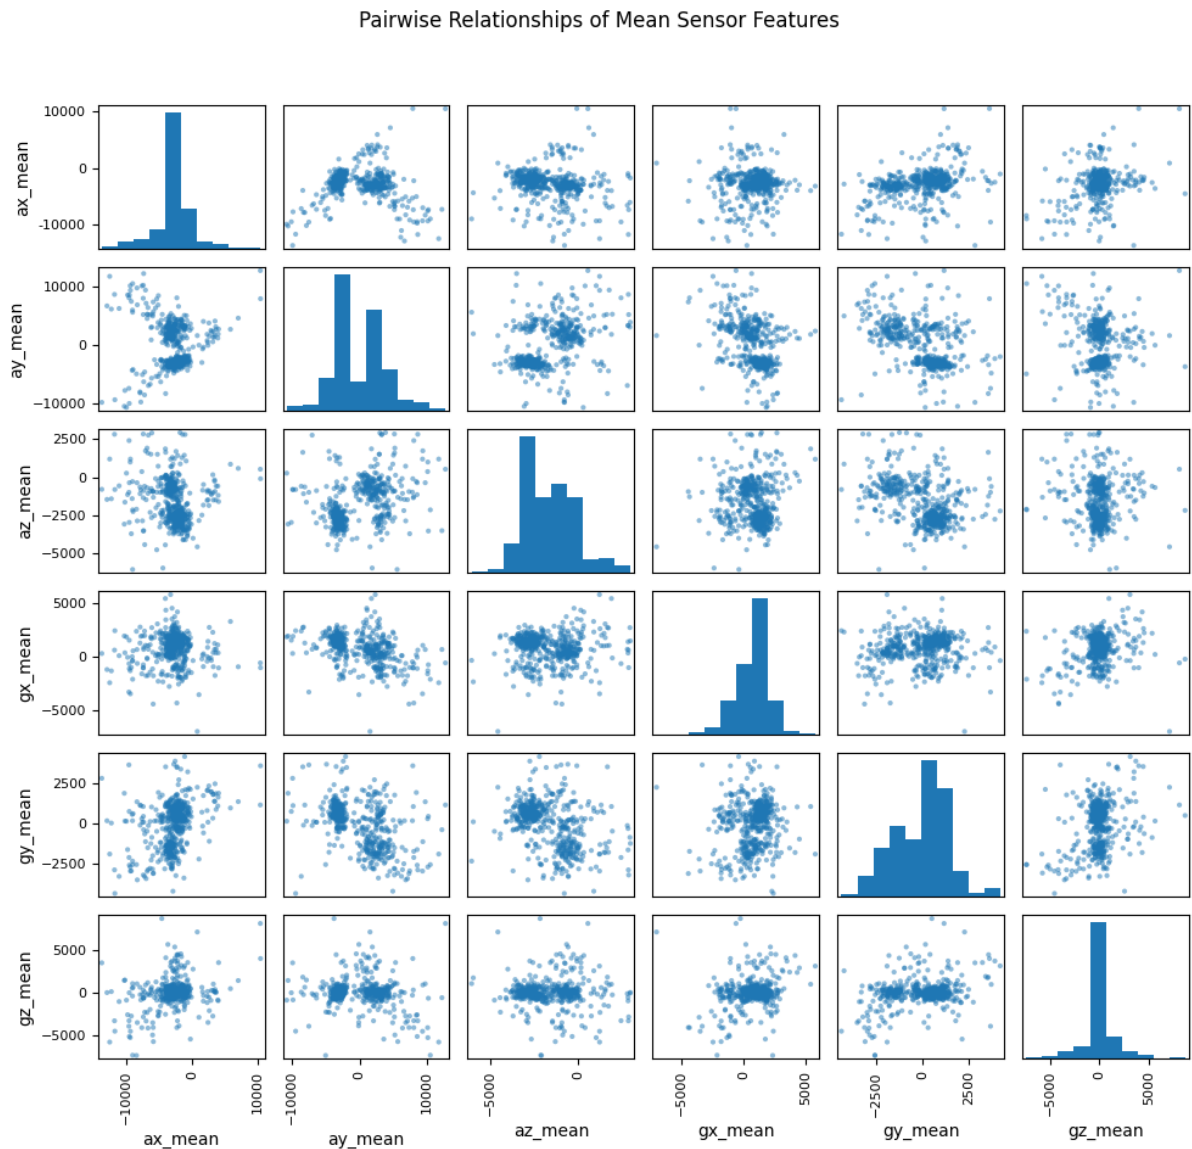 Pairwise Relationships of Mean Sensor Features
10000
0
-10000
ax_mean
10000
0
−10000
ay_mean
2500
0
−2500
−5000
az_mean
5000
0
−5000
gx_mean
2500
0
−2500
gy_mean
5000
0
−5000
gz_mean
−10000 0 10000 −10000 0 10000 −5000 0 −5000 0 5000 −2500 0 2500 −5000 0 5000
ax_mean ay_mean az_mean gx_mean gy_mean gz_mean